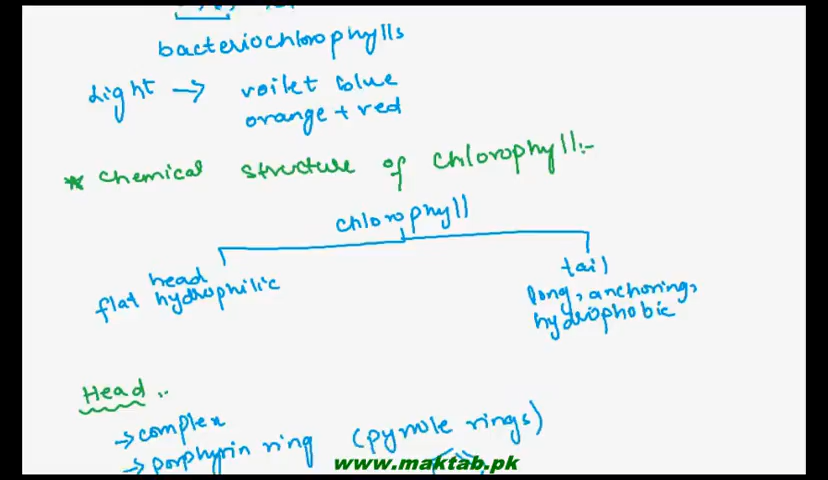 bacteriochlorophylls
Light → voilet blue
orange + red
* chemical structure of chlorophyll:-
chlorophyll
head
flat hydrophilic
tail
long, anchoring,
hydrophobic
Head :.
→ complex
→ porphyrin ring (pyrrole rings)
www.maktab.pk